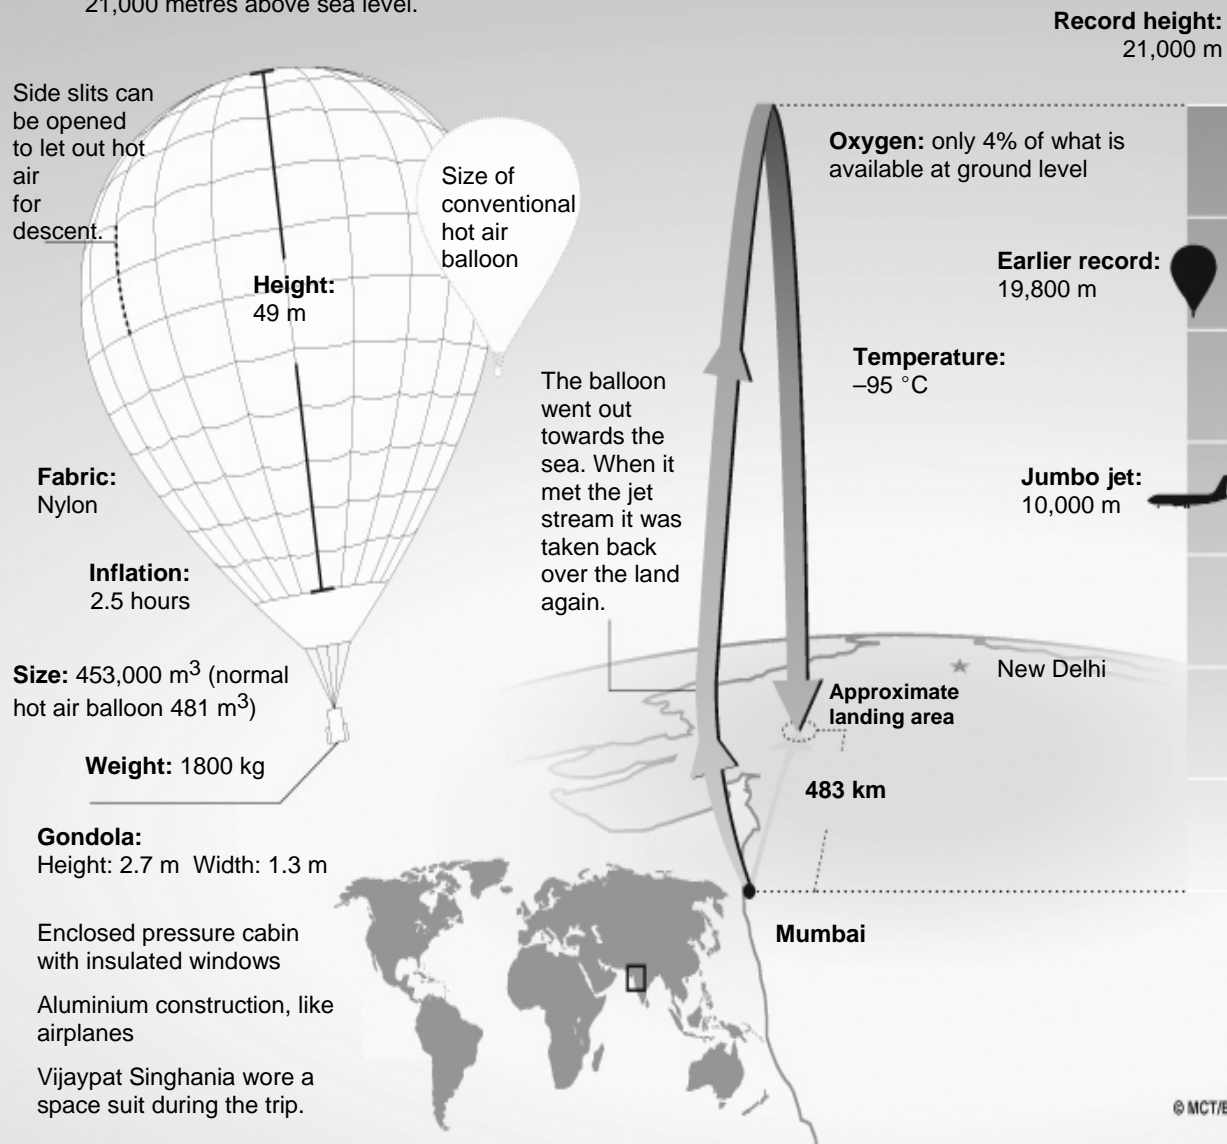 21,000 metres above sea level.
Record height:
21,000 m
Side slits can
be opened
to let out hot
air
for
descent.
Size of
conventional
hot air
balloon
Height:
49 m
Fabric:
Nylon
Inflation:
2.5 hours
Size: 453,000 m³ (normal
hot air balloon 481 m³)
Weight: 1800 kg
Gondola:
Height: 2.7 m Width: 1.3 m
Enclosed pressure cabin
with insulated windows
Aluminium construction, like
airplanes
Vijaypat Singhania wore a
space suit during the trip.
The balloon
went out
towards the
sea. When it
met the jet
stream it was
taken back
over the land
again.
Oxygen: only 4% of what is
available at ground level
Earlier record:
19,800 m
Temperature:
–95 °C
Jumbo jet:
10,000 m
New Delhi
Approximate
landing area
483 km
Mumbai
© MCT/